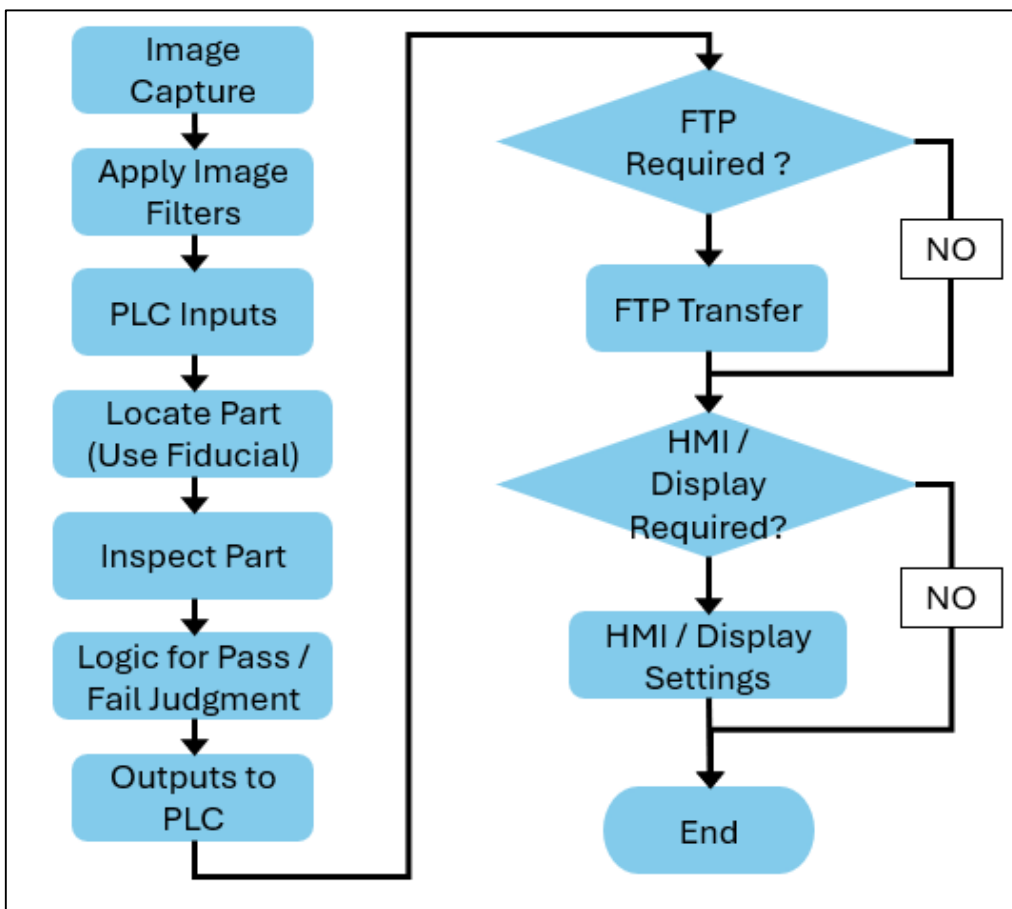 Image
Capture
Apply Image
Filters
PLC Inputs
Locate Part
(Use Fiducial)
Inspect Part
Logic for Pass /
Fail Judgment
Outputs to
PLC
FTP
Required ?
NO
FTP Transfer
HMI /
Display
Required?
NO
HMI / Display
Settings
End